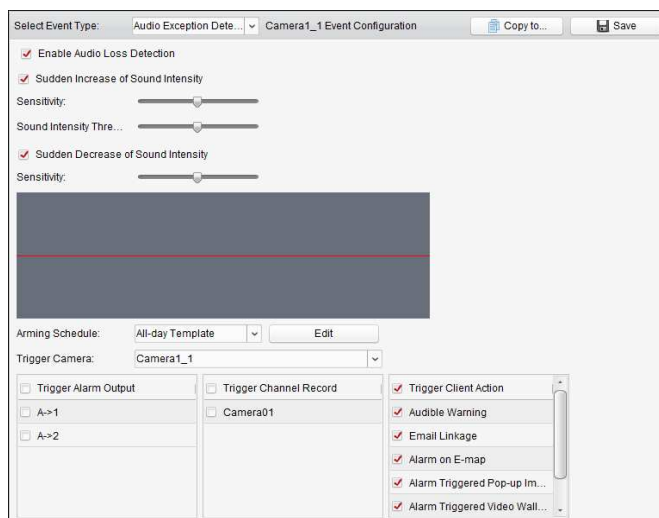 Select Event Type: Audio Exception Dete... Camera1_1 Event Configuration Copy to... Save
Enable Audio Loss Detection
Sudden Increase of Sound Intensity
Sensitivity:
Sound Intensity Thre...
Sudden Decrease of Sound Intensity
Sensitivity:
Arming Schedule: All-day Template Edit
Trigger Camera: Camera1_1
Trigger Alarm Output Trigger Channel Record Trigger Client Action
A->1 Camera01 Audible Warning
A->2 Email Linkage
Alarm on E-map
Alarm Triggered Pop-up Im...
Alarm Triggered Video Wall...